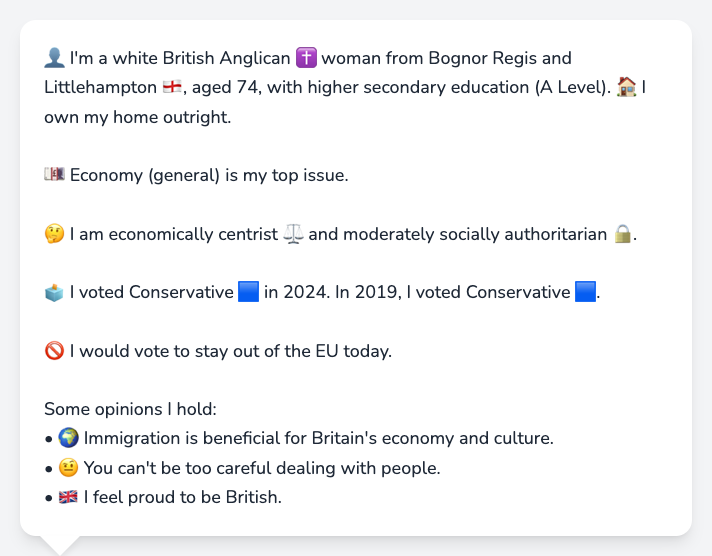 👤 I'm a white British Anglican ✝️ woman from Bognor Regis and
Littlehampton 🏴󠁧󠁢󠁥󠁮󠁧󠁿, aged 74, with higher secondary education (A Level). 🏠 I
own my home outright.
💷 Economy (general) is my top issue.
🤔 I am economically centrist ⚖️ and moderately socially authoritarian 🔒.
🗳️ I voted Conservative 🟦 in 2024. In 2019, I voted Conservative 🟦.
🚫 I would vote to stay out of the EU today.
Some opinions I hold:
• 🌍 Immigration is beneficial for Britain's economy and culture.
• 🤨 You can't be too careful dealing with people.
• 🇬🇧 I feel proud to be British.